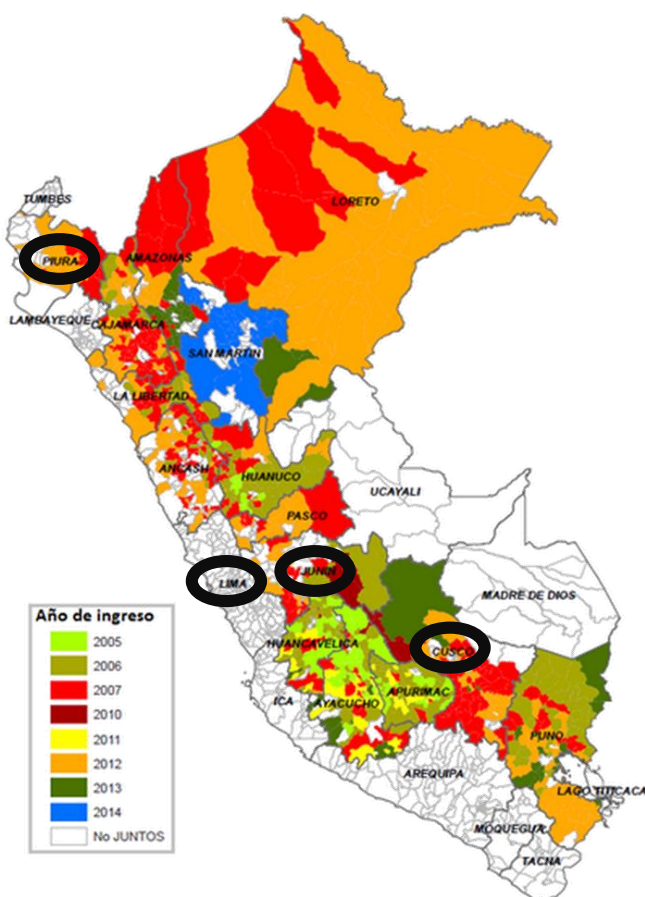 TUMBES
LORETO
PIURA
AMAZONAS
LAMBAYEQUE
CAJAMARCA
SAN MARTIN
LA LIBERTAD
ANCASH
HUANUCO
UCAYALI
PASCO
LIMA
JUNIN
MADRE DE DIOS
HUANCAVELICA
CUSCO
ICA
AYACUCHO
APURIMAC
PUNO
AREQUIPA
LAGO TITICACA
MOQUEGUA
TACNA
Año de ingreso
2005
2006
2007
2010
2011
2012
2013
2014
No JUNTOS